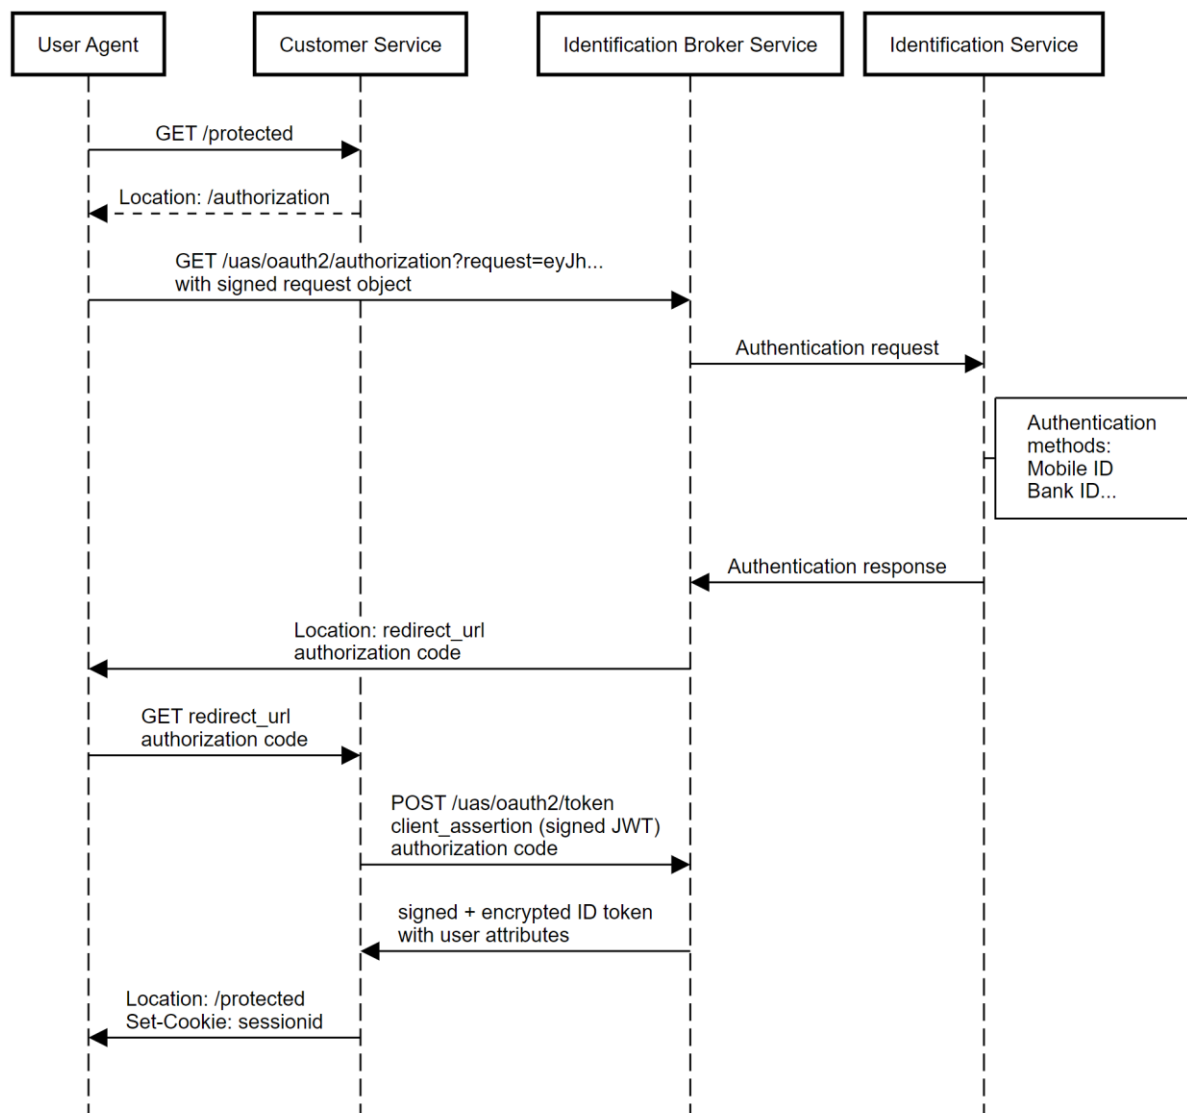 User Agent
Customer Service
Identification Broker Service
Identification Service
GET /protected
Location: /authorization
GET /uas/oauth2/authorization?request=eyJh...
with signed request object
Authentication request
Authentication
methods:
Mobile ID
Bank ID...
Authentication response
Location: redirect_url
authorization code
GET redirect_url
authorization code
POST /uas/oauth2/token
client_assertion (signed JWT)
authorization code
signed + encrypted ID token
with user attributes
Location: /protected
Set-Cookie: sessionid